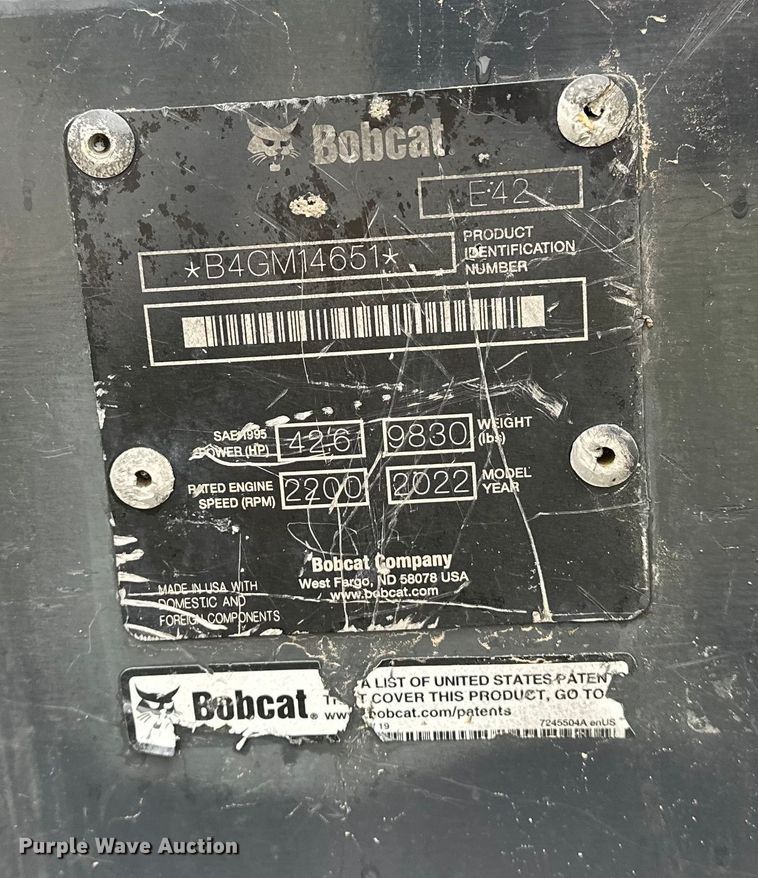 Bobcat
E42
*B4GM14651*
PRODUCT
IDENTIFICATION
NUMBER
SAE 1995
POWER (HP)
42.6
9830
WEIGHT
(lbs)
RATED ENGINE
SPEED (RPM)
2200
2022
MODEL
YEAR
Bobcat Company
West Fargo, ND 58078 USA
www.bobcat.com
MADE IN USA WITH
DOMESTIC AND
FOREIGN COMPONENTS
Bobcat®
A LIST OF UNITED STATES PATEN
T COVER THIS PRODUCT, GO TO
www bobcat.com/patents
19
7245504A enUS
Purple Wave Auction